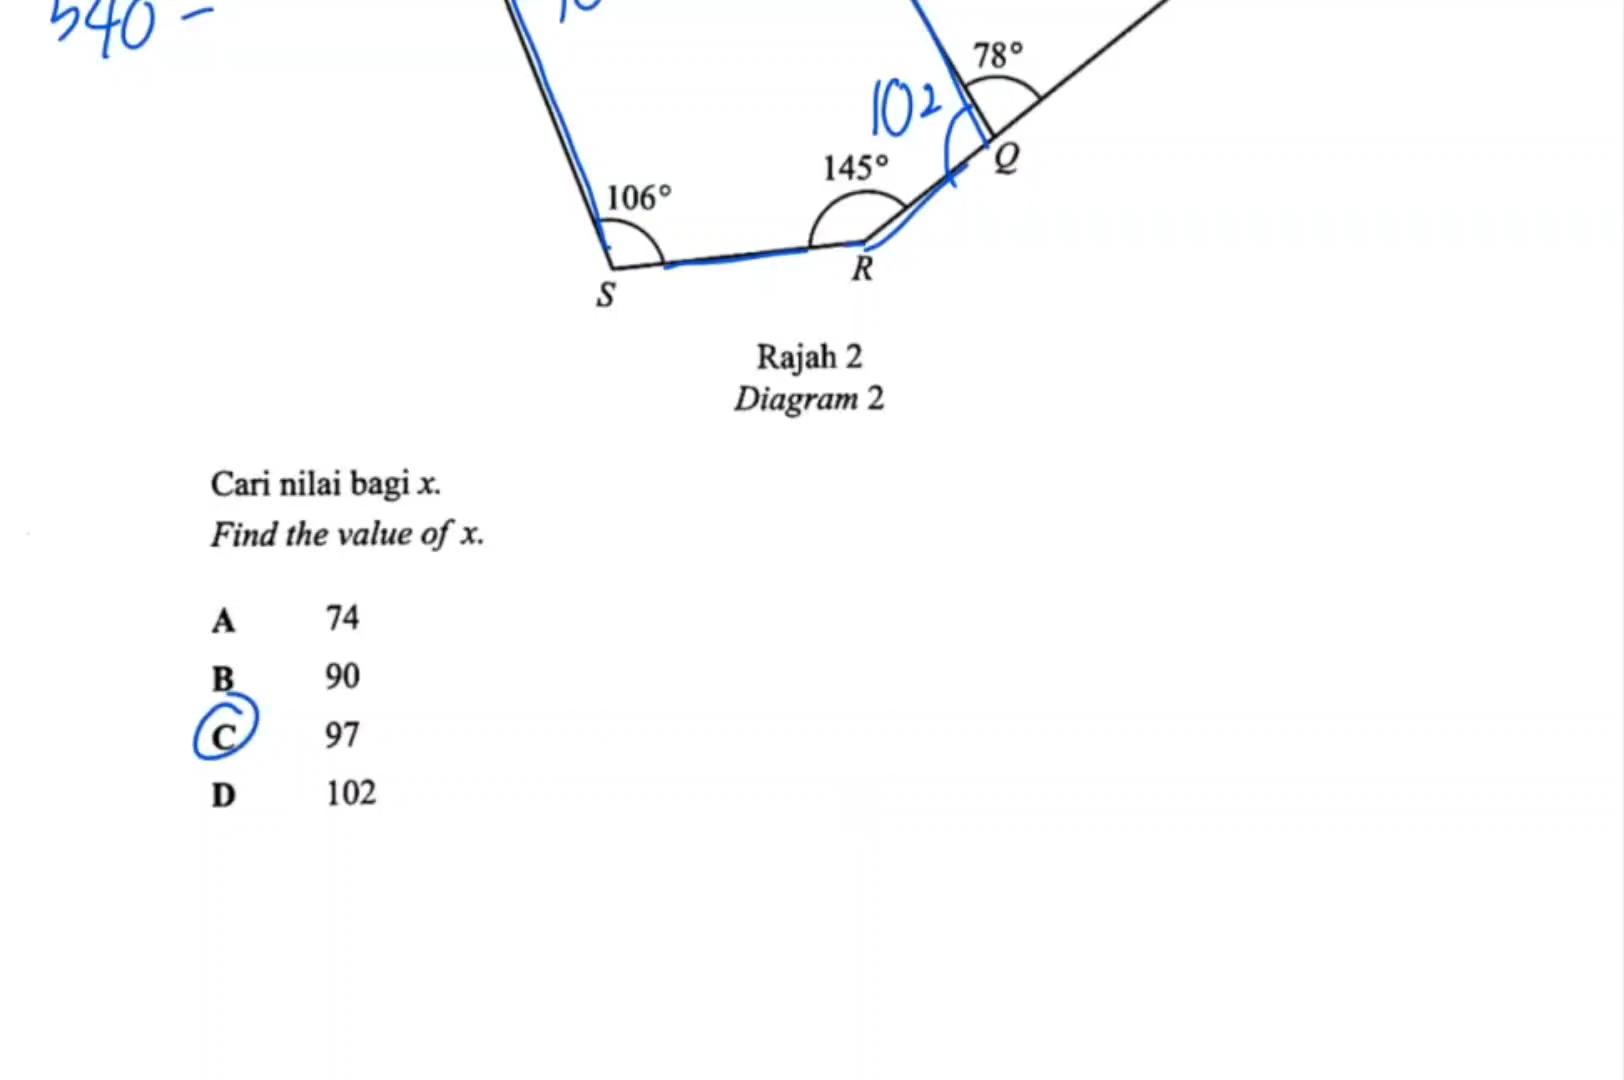 540 -
10
78°
102
Q
145°
106°
R
S
Rajah 2
Diagram 2
Cari nilai bagi x.
Find the value of x.
A 74
B 90
C 97
D 102